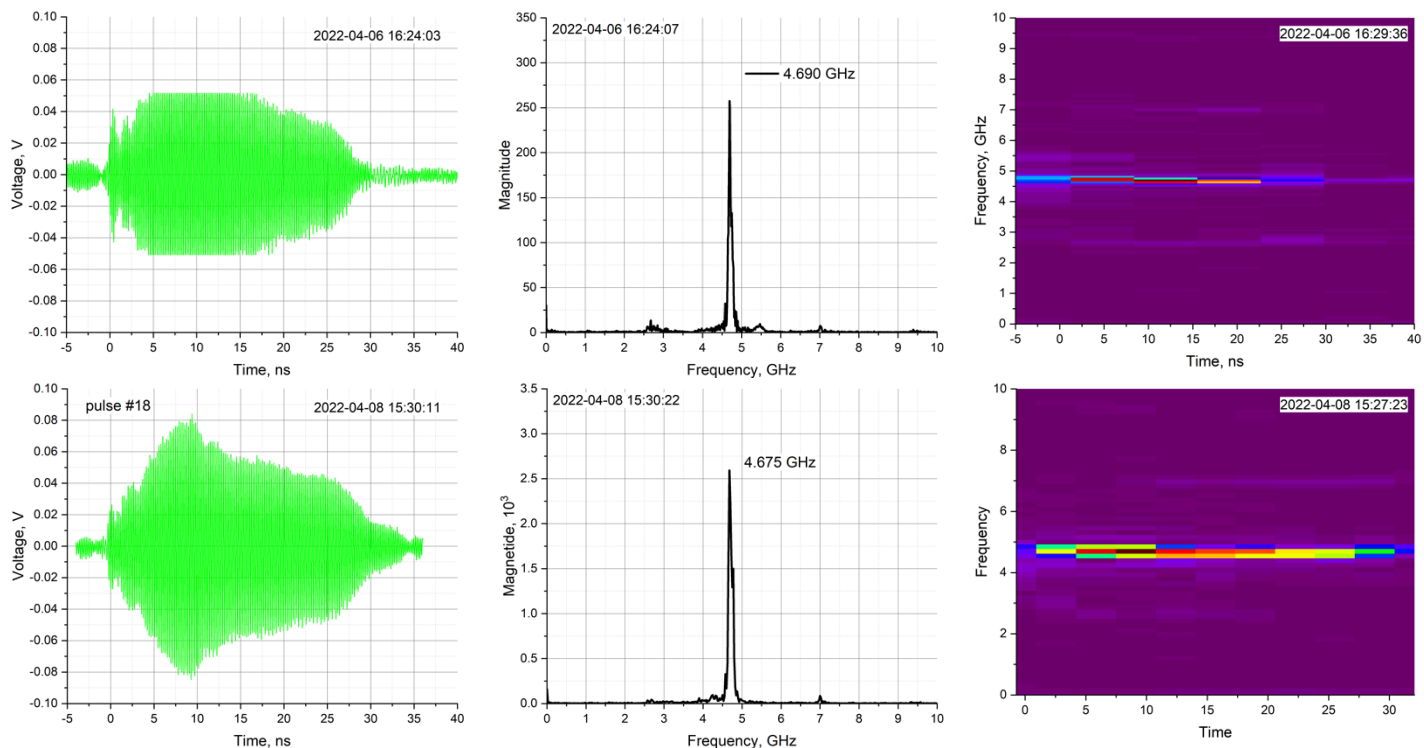 0.10
0.08
0.06
0.04
0.02
0.00
-0.02
-0.04
-0.06
-0.08
-0.10
Voltage, V
2022-04-06 16:24:03
-5 0 5 10 15 20 25 30 35 40
Time, ns
350
300
250
200
150
100
50
0
Magnitude
2022-04-06 16:24:07
4.690 GHz
0 1 2 3 4 5 6 7 8 9 10
Frequency, GHz
10
9
8
7
6
5
4
3
2
1
0
Frequency, GHz
2022-04-06 16:29:36
-5 0 5 10 15 20 25 30 35 40
Time, ns
0.10
0.08
0.06
0.04
0.02
0.00
-0.02
-0.04
-0.06
-0.08
-0.10
Voltage, V
pulse #18
2022-04-08 15:30:11
-5 0 5 10 15 20 25 30 35 40
Time, ns
3.5
3.0
2.5
2.0
1.5
1.0
0.5
0.0
Magnetide, 10³
2022-04-08 15:30:22
4.675 GHz
0 1 2 3 4 5 6 7 8 9 10
Frequency, GHz
10
8
6
4
2
0
Frequency
2022-04-08 15:27:23
0 5 10 15 20 25 30
Time